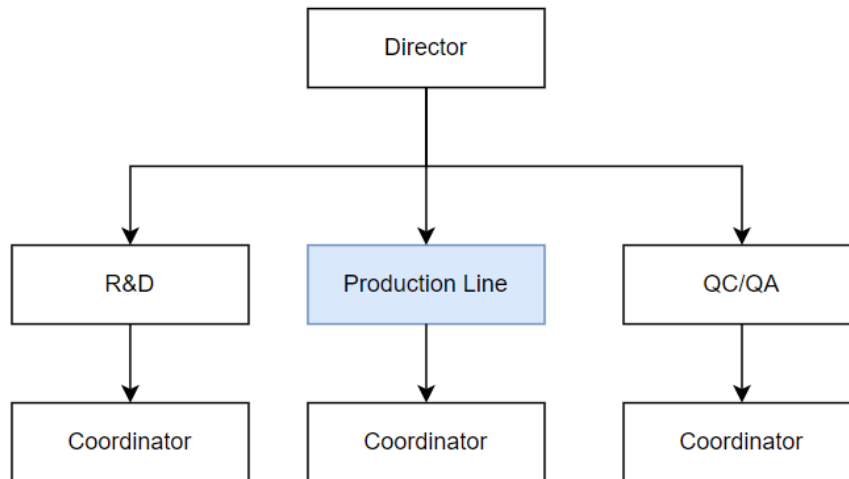 Director
R&D
Production Line
QC/QA
Coordinator
Coordinator
Coordinator